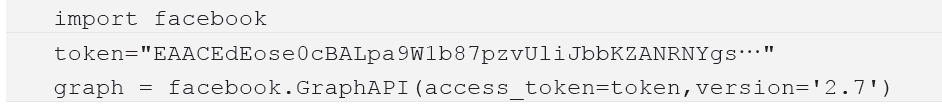 import facebook
token="EAACEdEose0cBALpa9W1b87pzvUliJbbKZANRNYgs···"
graph = facebook.GraphAPI(access_token=token,version='2.7')